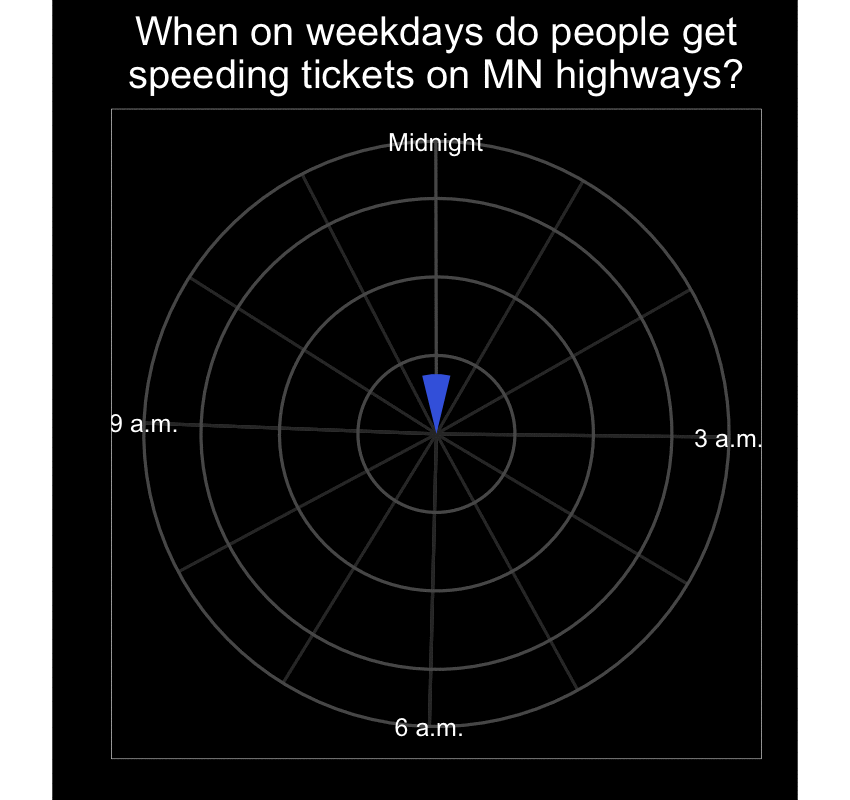 When on weekdays do people get
speeding tickets on MN highways?
Midnight
9 a.m.
3 a.m.
6 a.m.